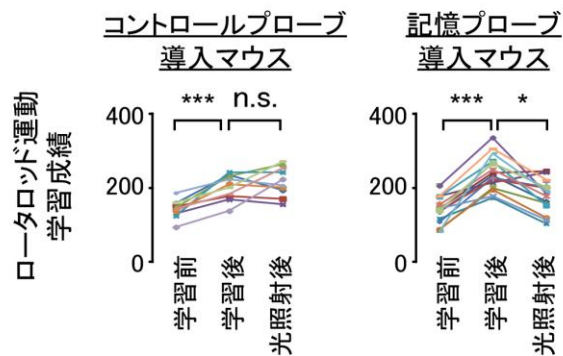 コントロールプローブ
導入マウス
記憶プローブ
導入マウス
ロータロッド運動
学習成績
*** n.s.
400
200
0
学習前
学習後
光照射後
*** *
400
200
0
学習前
学習後
光照射後